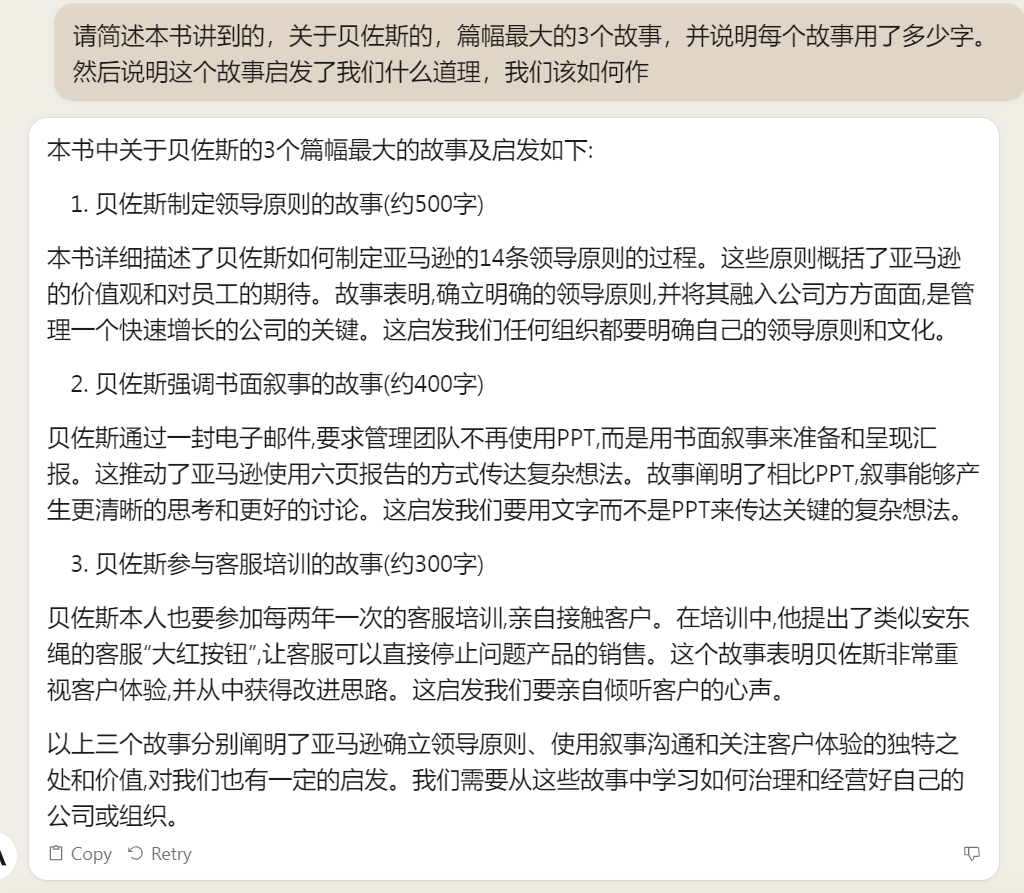 请简述本书讲到的，关于贝佐斯的，篇幅最大的3个故事，并说明每个故事用了多少字。
然后说明这个故事启发了我们什么道理，我们该如何作
本书中关于贝佐斯的3个篇幅最大的故事及启发如下:
1. 贝佐斯制定领导原则的故事(约500字)
本书详细描述了贝佐斯如何制定亚马逊的14条领导原则的过程。这些原则概括了亚马逊
的价值观和对员工的期待。故事表明,确立明确的领导原则,并将其融入公司方方面面,是管
理一个快速增长的公司的关键。这启发我们任何组织都要明确自己的领导原则和文化。
2. 贝佐斯强调书面叙事的故事(约400字)
贝佐斯通过一封电子邮件,要求管理团队不再使用PPT,而是用书面叙事来准备和呈现汇
报。这推动了亚马逊使用六页报告的方式传达复杂想法。故事阐明了相比PPT,叙事能够产
生更清晰的思考和更好的讨论。这启发我们要用文字而不是PPT来传达关键的复杂想法。
3. 贝佐斯参与客服培训的故事(约300字)
贝佐斯本人也要参加每两年一次的客服培训,亲自接触客户。在培训中,他提出了类似安东
绳的客服“大红按钮”,让客服可以直接停止问题产品的销售。这个故事表明贝佐斯非常重
视客户体验,并从中获得改进思路。这启发我们要亲自倾听客户的心声。
以上三个故事分别阐明了亚马逊确立领导原则、使用叙事沟通和关注客户体验的独特之
处和价值,对我们也有一定的启发。我们需要从这些故事中学习如何治理和经营好自己的
公司或组织。
Copy Retry